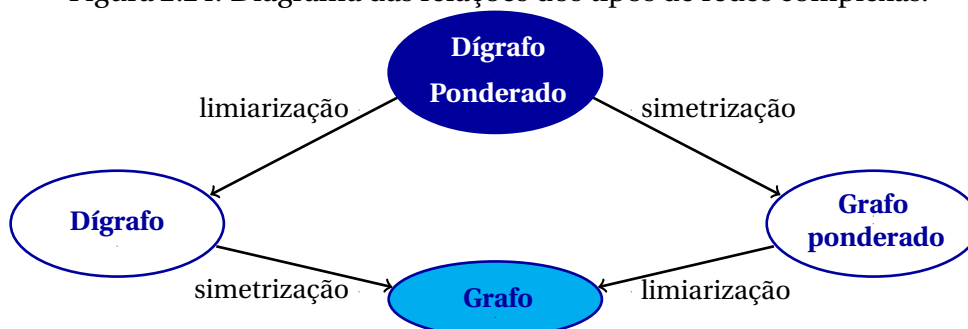 Figura 2.21: Diagrama das relações dos tipos de redes complexas.
Dígrafo
Ponderado
limiarização
simetrização
Dígrafo
Grafo
ponderado
simetrização
Grafo
limiarização